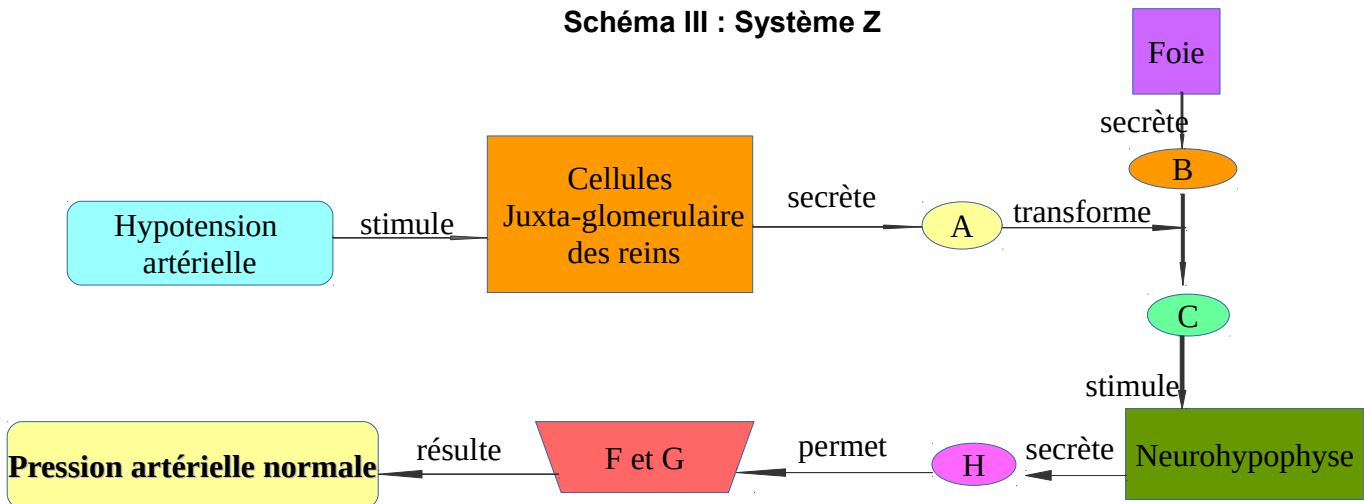 Schéma III : Système Z
Foie
secrète
B
Hypotension
artérielle
stimule
Cellules
Juxta-glomerulaire
des reins
secrète
A
transforme
C
stimule
Neurohypophyse
secrète
H
permet
F et G
résulte
Pression artérielle normale